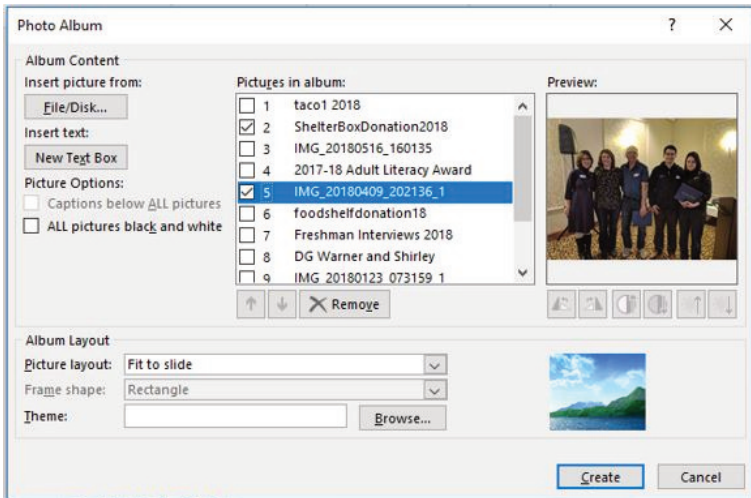 Photo Album
? ×
Album Content
Insert picture from:
File/Disk...
Insert text:
New Text Box
Picture Options:
Captions below ALL pictures
ALL pictures black and white
Pictures in album:
1 taco1 2018
2 ShelterBoxDonation2018
3 IMG_20180516_160135
4 2017-18 Adult Literacy Award
5 IMG_20180409_202136_1
6 foodshelfdonation18
7 Freshman Interviews 2018
8 DG Warner and Shirley
9 IMG_20180123_073159_1
Remove
Preview:
Album Layout
Picture layout: Fit to slide
Frame shape: Rectangle
Theme:
Browse...
Create
Cancel